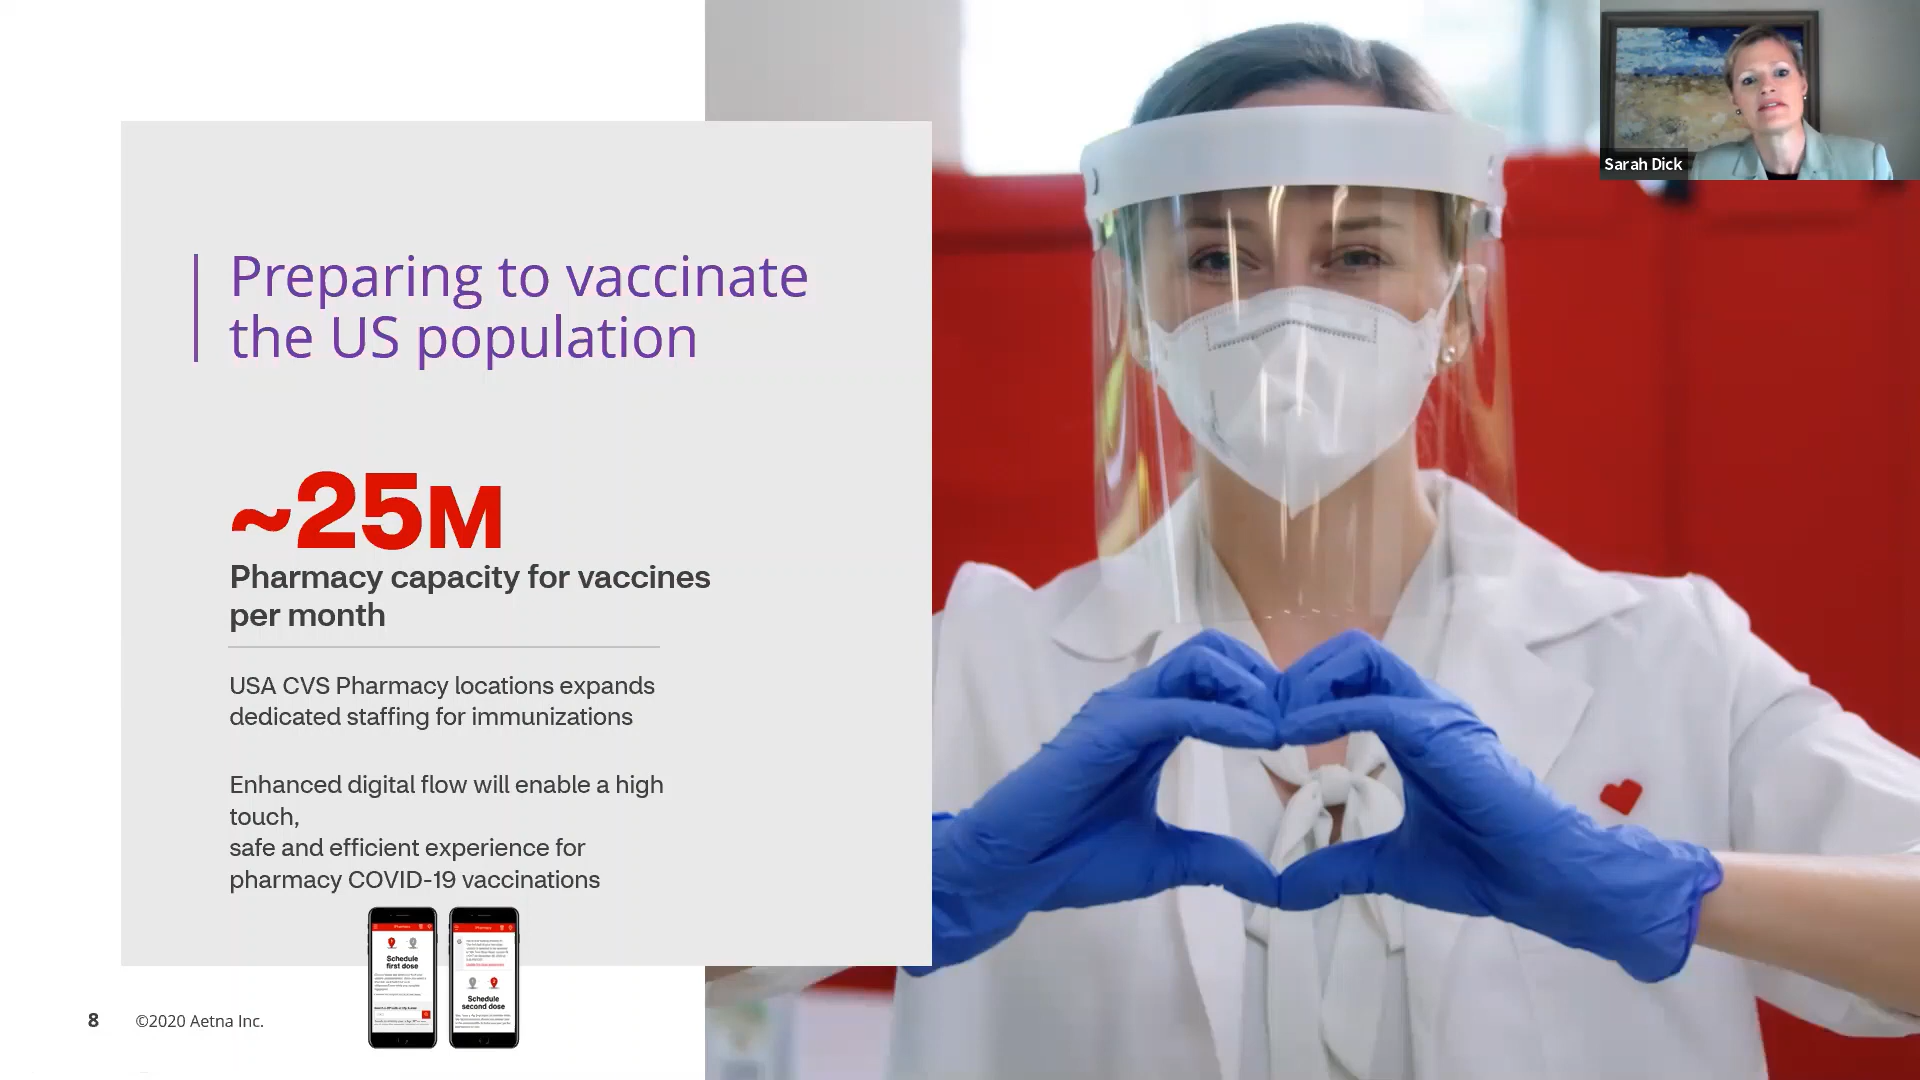 Sarah Dick
Preparing to vaccinate
the US population
~25M
Pharmacy capacity for vaccines
per month
USA CVS Pharmacy locations expands
dedicated staffing for immunizations
Enhanced digital flow will enable a high
touch,
safe and efficient experience for
pharmacy COVID-19 vaccinations
Schedule
first dose
Schedule
second dose
8
©2020 Aetna Inc.